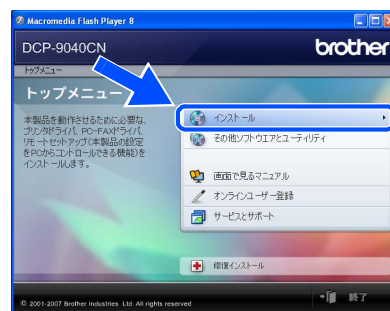 Macromedia Flash Player 8
DCP-9040CN
brother
トップメニュー
トップメニュー
本製品を動作させるために必要な、
プリンタドライバ、PC-FAXドライバ、
リモートセットアップ(本製品の設定
をPCからコントロールできる機能)を
インストールします。
インストール
その他ソフトウエアとユーティリティ
画面で見るマニュアル
オンラインユーザー登録
サービスとサポート
修復インストール
© 2001-2007 Brother Industries Ltd. All rights reserved
終了